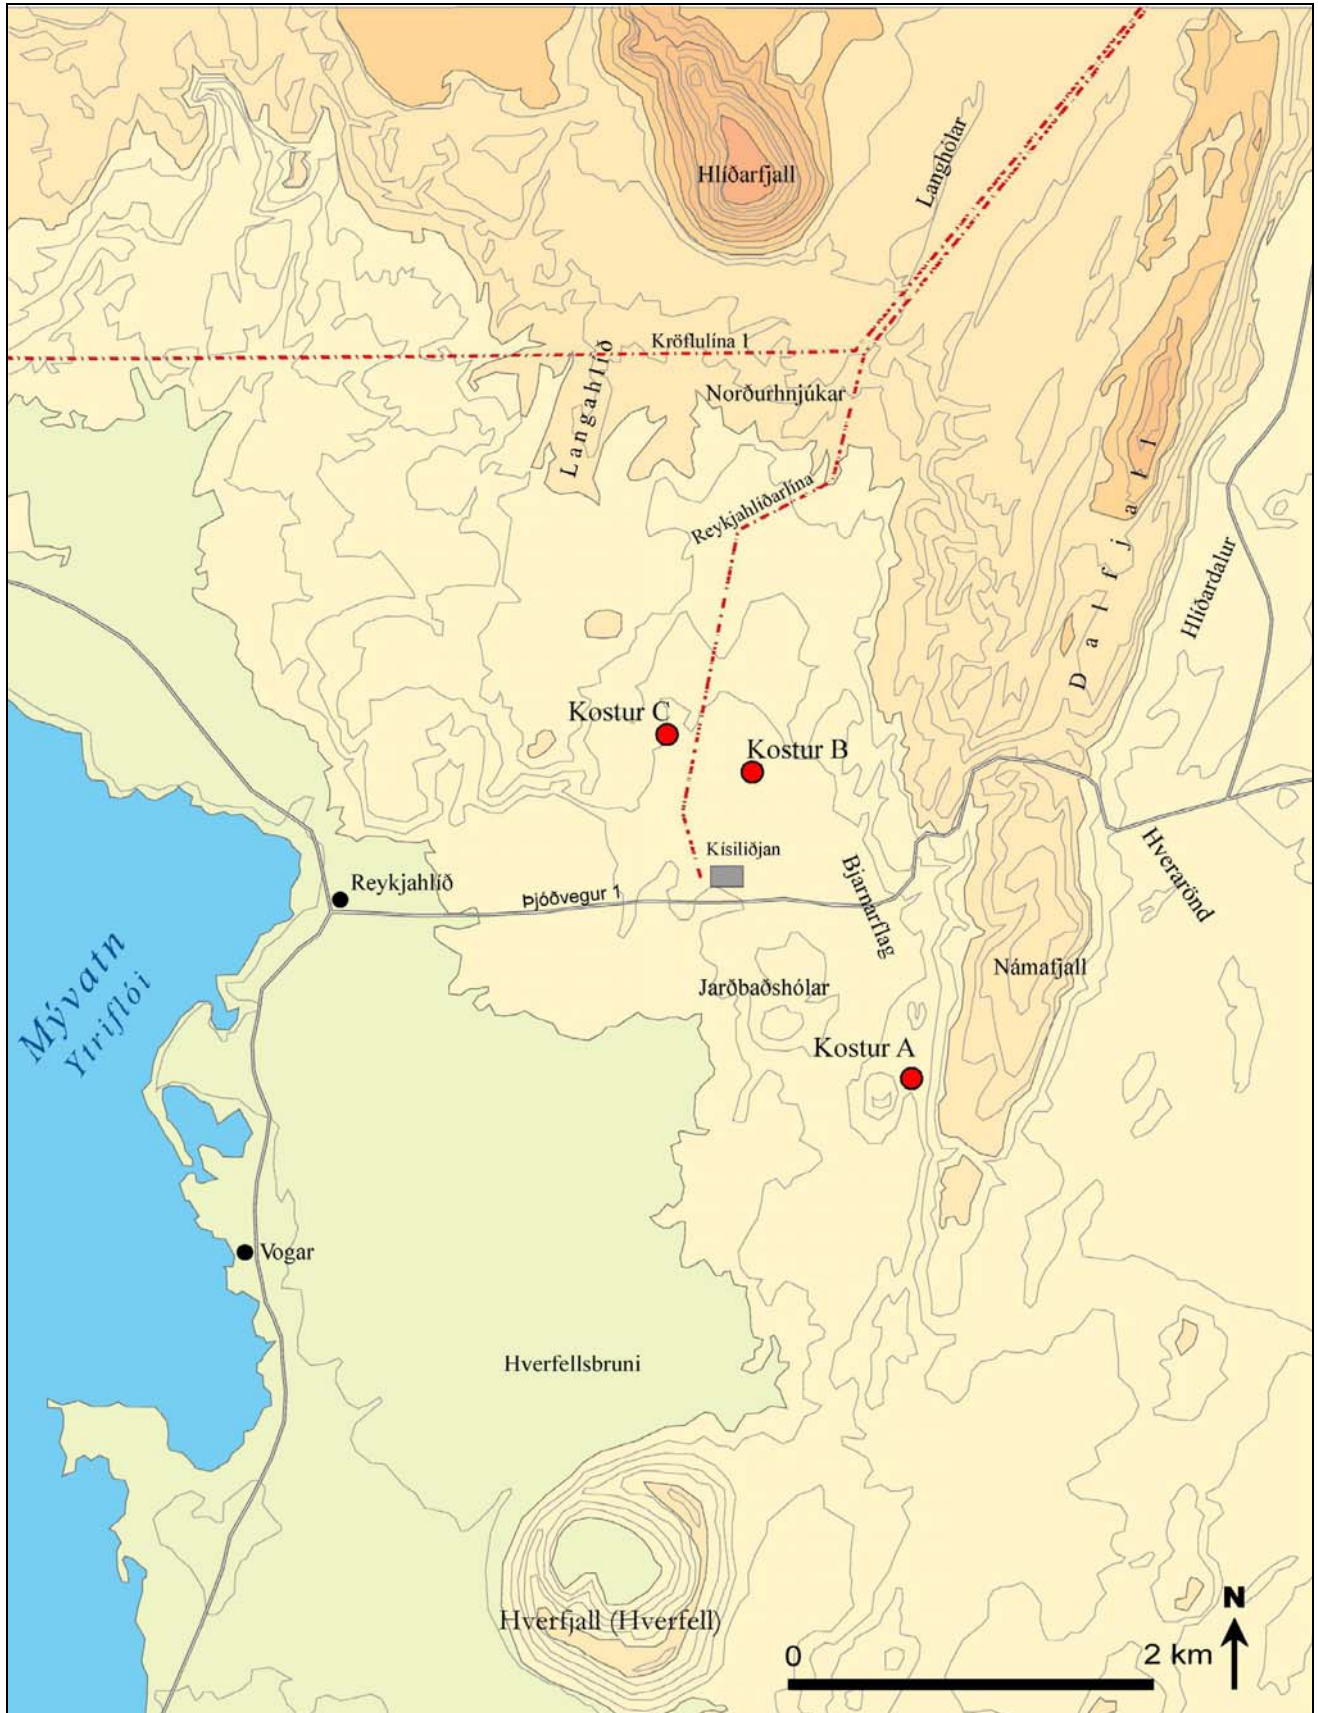 Hlíðarfjall
Langhólar
Kröflulína 1
Langahlíð
Norðurhnjúkar
Reykjahlíðarlína
Dalfjall
Hlíðardalur
Kostur C
Kostur B
Kísiliðjan
Bjarnarflag
Hverarönd
Reykjahlíð
Þjóðvegur 1
Mývatn
Ytriflói
Námafjall
Jarðbaðshólar
Kostur A
Vogar
Hverfellsbruni
Hverfjall (Hverfell)
N
0 2 km